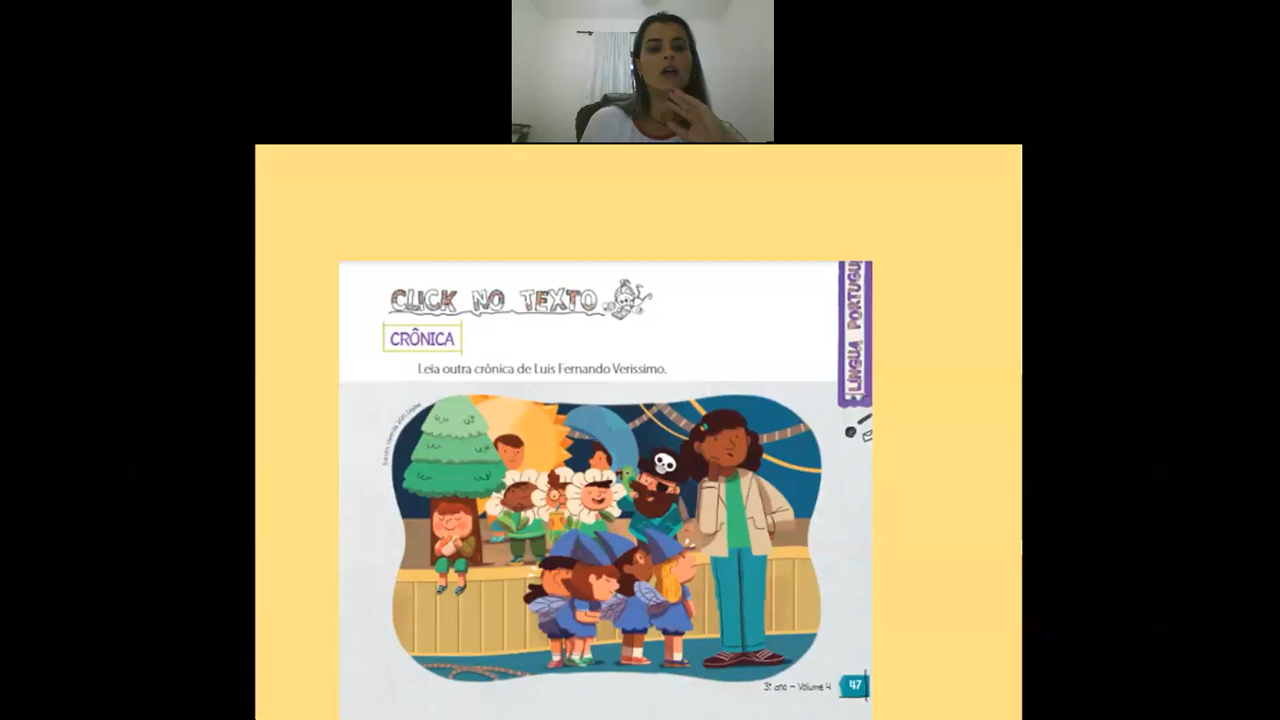 CLICK NO TEXTO
CRÔNICA
Leia outra crônica de Luis Fernando Verissimo.
LÍNGUA PORTUGU
3º ano – Volume 4
47